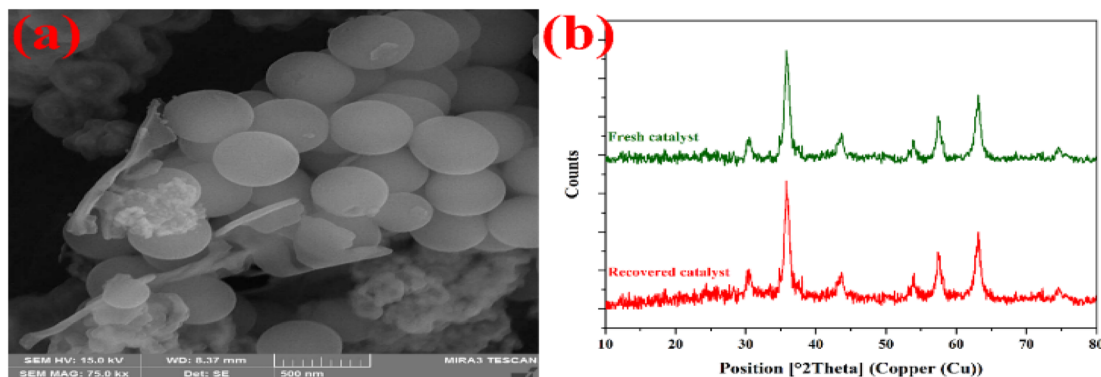 (a)
SEM HV: 15.0 kV WD: 8.37 mm MIRA3 TESCAN
SEM MAG: 75.0 kx Det: SE 500 nm
(b)
Counts
Fresh catalyst
Recovered catalyst
10 20 30 40 50 60 70 80
Position [°2Theta] (Copper (Cu))